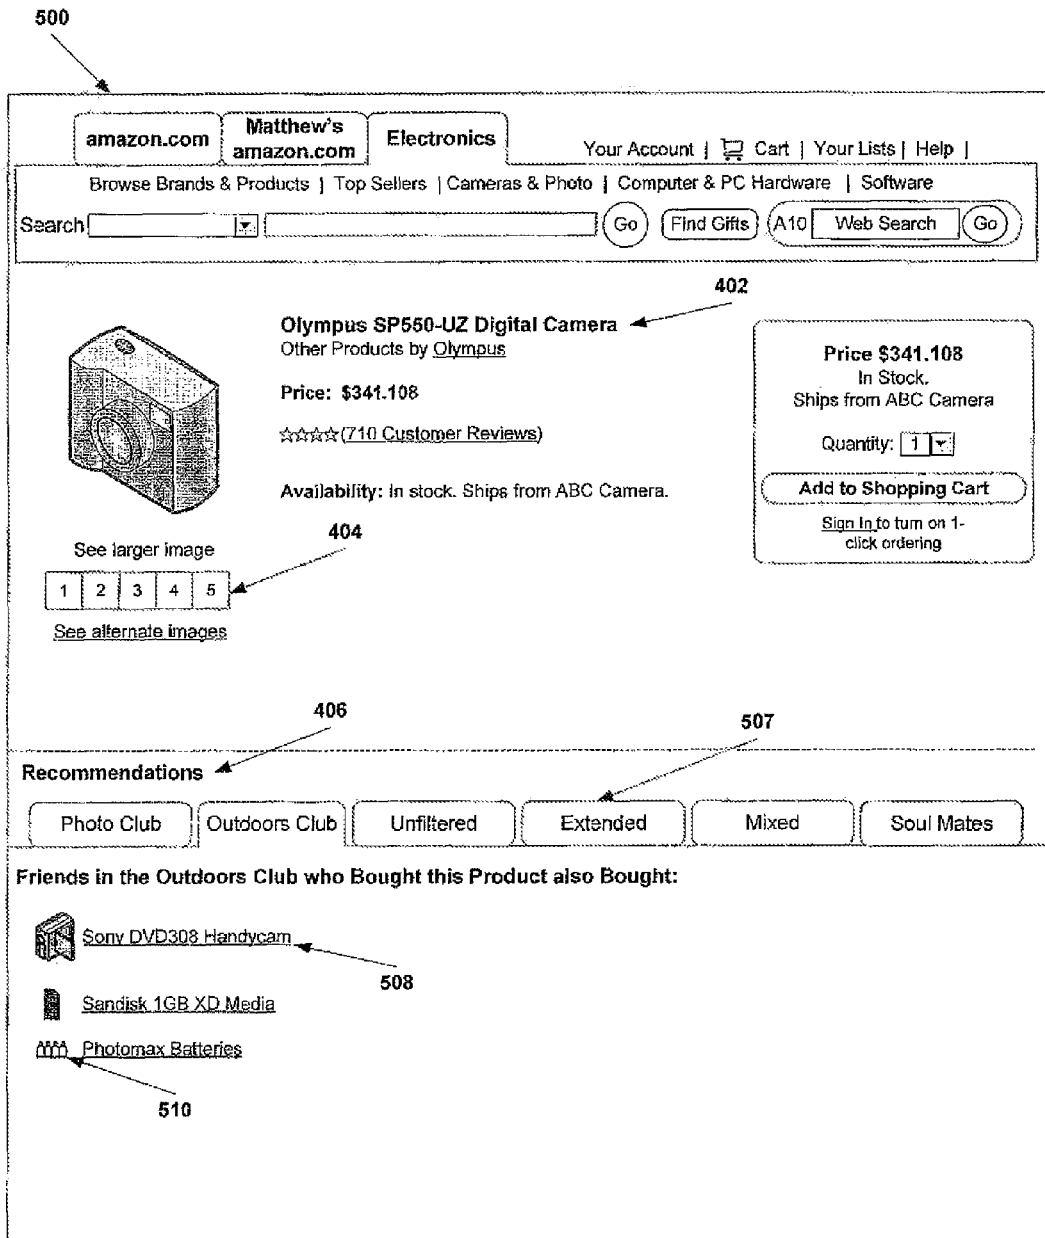 500
amazon.com
Matthew's
amazon.com
Electronics
Your Account | Cart | Your Lists | Help |
Browse Brands & Products | Top Sellers | Cameras & Photo | Computer & PC Hardware | Software
Search
Go
Find Gifts
A10
Web Search
Go
402
Olympus SP550-UZ Digital Camera
Other Products by Olympus
Price: $341.108
☆☆☆☆(710 Customer Reviews)
Availability: In stock. Ships from ABC Camera.
Price $341.108
In Stock.
Ships from ABC Camera
Quantity: 1
Add to Shopping Cart
Sign In to turn on 1-
click ordering
See larger image
404
1 2 3 4 5
See alternate images
406
507
Recommendations
Photo Club
Outdoors Club
Unfiltered
Extended
Mixed
Soul Mates
Friends in the Outdoors Club who Bought this Product also Bought:
Sony DVD308 Handycam
508
Sandisk 1GB XD Media
Photomax Batteries
510